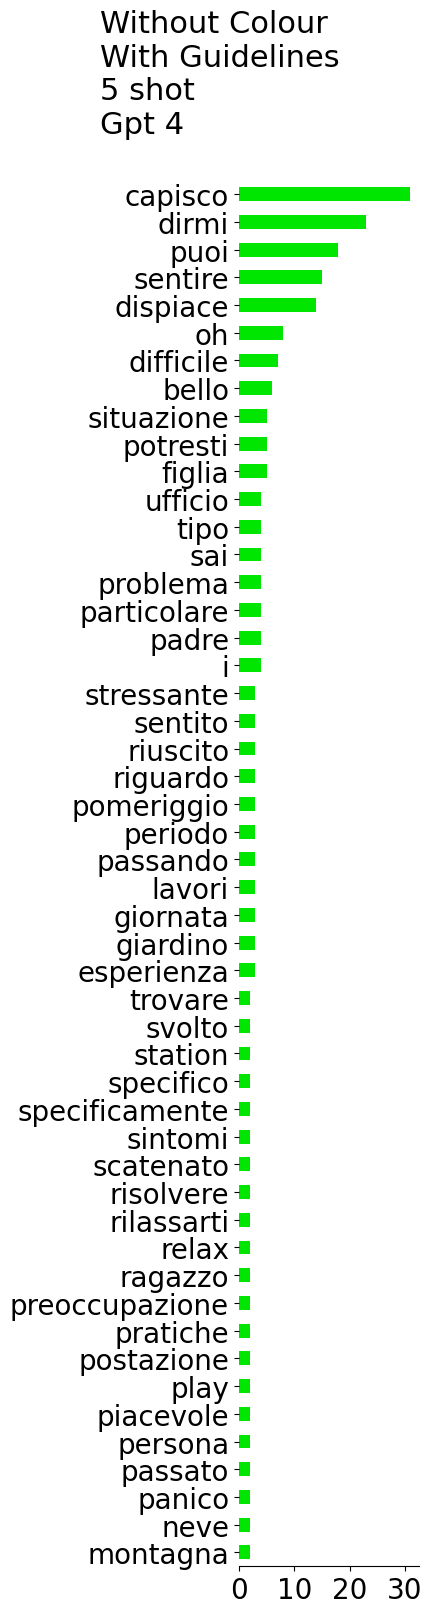 Without Colour
With Guidelines
5 shot
Gpt 4
capisco
dirmi
puoi
sentire
dispiace
oh
difficile
bello
situazione
potresti
figlia
ufficio
tipo
sai
problema
particolare
padre
i
stressante
sentito
riuscito
riguardo
pomeriggio
periodo
passando
lavori
giornata
giardino
esperienza
trovare
svolto
station
specifico
specificamente
sintomi
scatenato
risolvere
rilassarti
relax
ragazzo
preoccupazione
pratiche
postazione
play
piacevole
persona
passato
panico
neve
montagna
0 10 20 30